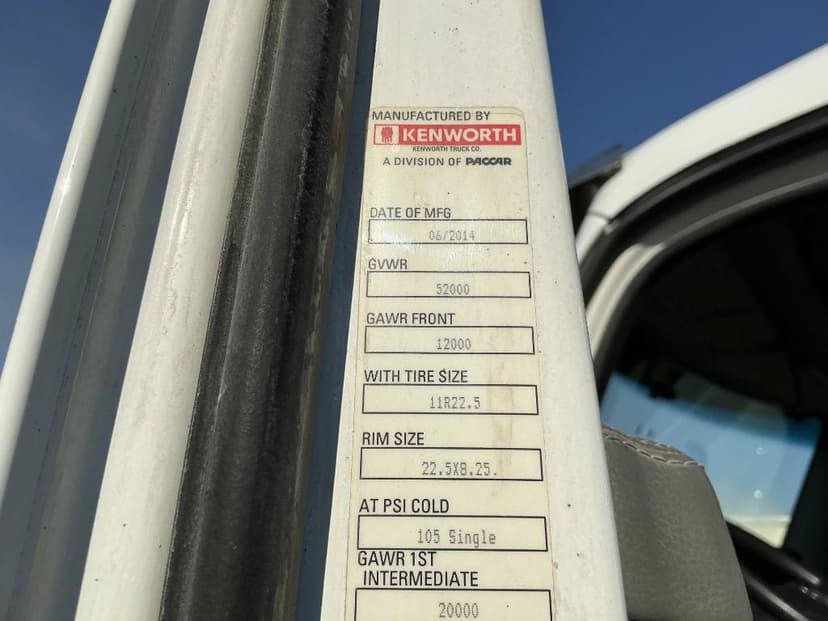 MANUFACTURED BY
KENWORTH
KENWORTH TRUCK CO.
A DIVISION OF PACCAR
DATE OF MFG
06/2014
GVWR
52000
GAWR FRONT
12000
WITH TIRE SIZE
11R22.5
RIM SIZE
22.5X8.25.
AT PSI COLD
105 Single
GAWR 1ST
INTERMEDIATE
20000